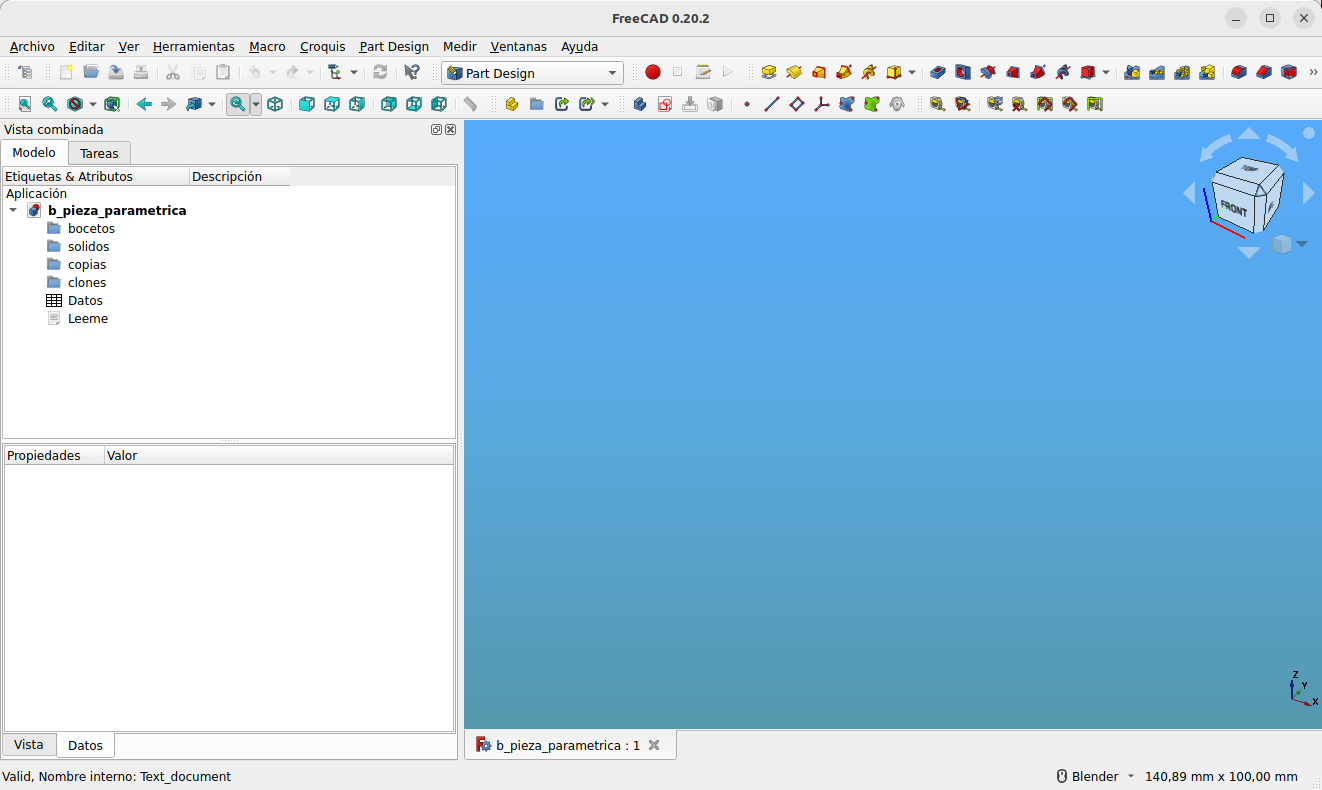 FreeCAD 0.20.2
Archivo Editar Ver Herramientas Macro Croquis Part Design Medir Ventanas Ayuda
Part Design
Vista combinada
Modelo Tareas
Etiquetas & Atributos Descripción
Aplicación
b_pieza_parametrica
bocetos
solidos
copias
clones
Datos
Leeme
TOP
FRONT
Propiedades Valor
Z
Y
X
Vista Datos
b_pieza_parametrica : 1
Valid, Nombre interno: Text_document
Blender 140,89 mm x 100,00 mm